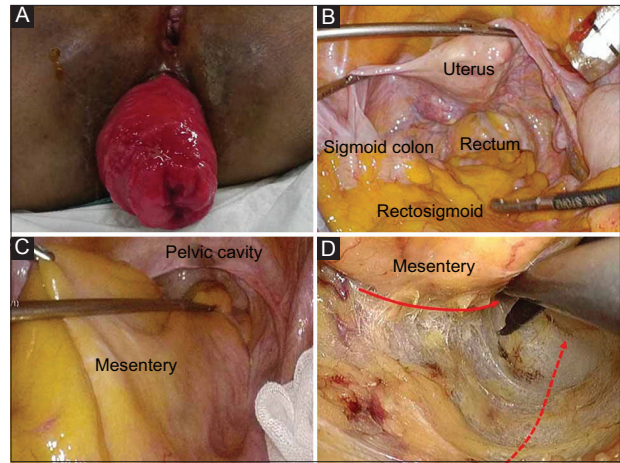 A
B
Uterus
Sigmoid colon
Rectum
Rectosigmoid
C
Pelvic cavity
Mesentery
D
Mesentery